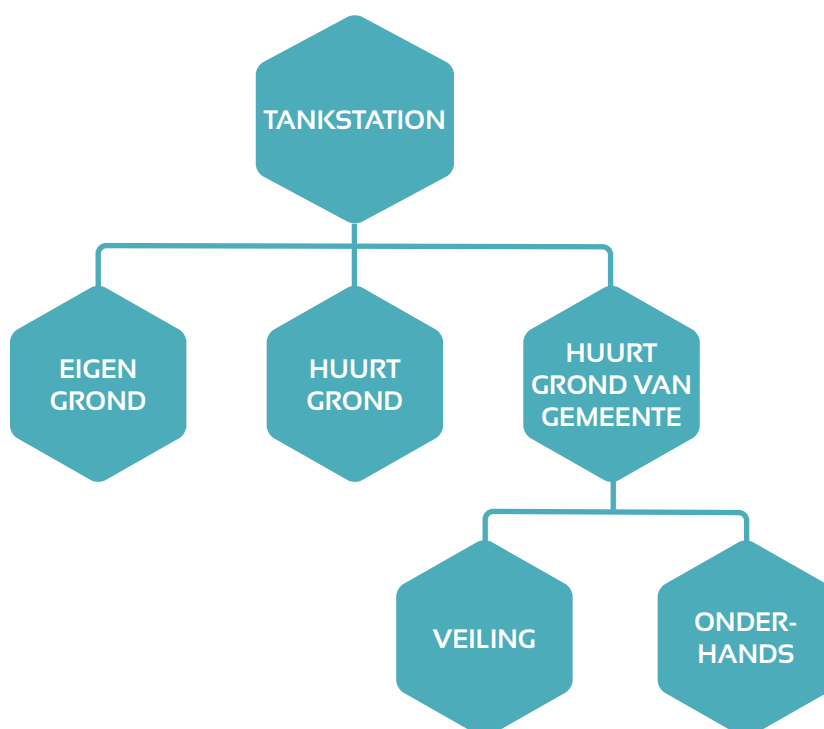 TANKSTATION
EIGEN
GROND
HUURT
GROND
HUURT
GROND VAN
GEMEENTE
VEILING
ONDER-
HANDS